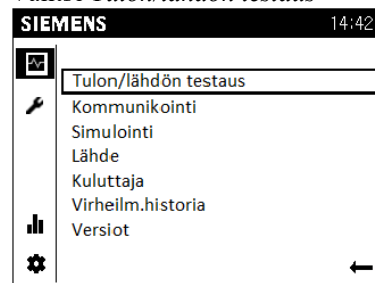 SIEMENS 14:42
Tulon/lähdön testaus
Kommunikointi
Simulointi
Lähde
Kuluttaja
Virheilm.historia
Versiot